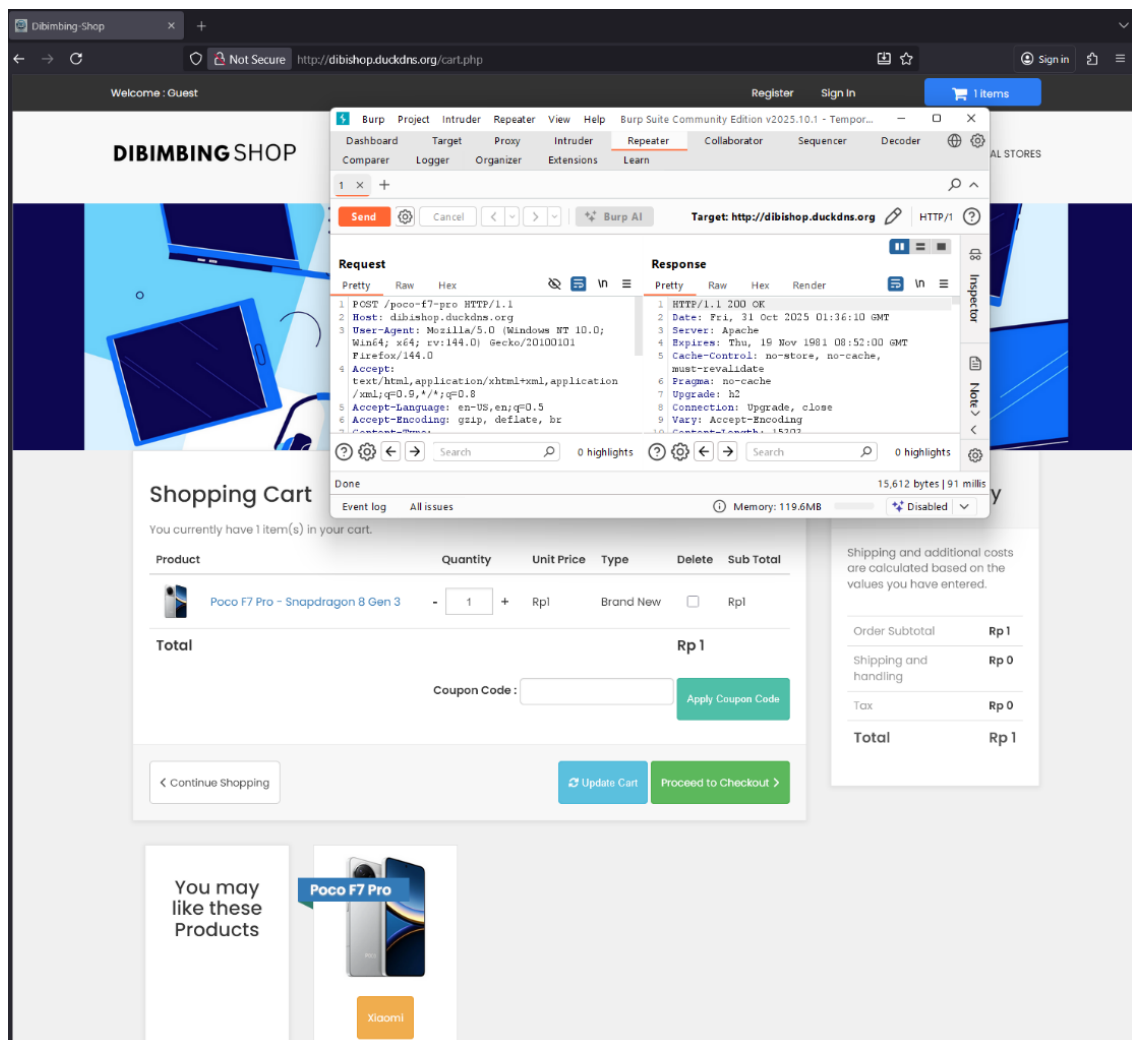 Dibimbing-Shop
Not Secure http://dibishop.duckdns.org/cart.php
Sign in
Welcome : Guest
Register Sign In
1 items
DIBIMBING SHOP
AL STORES
Burp Project Intruder Repeater View Help Burp Suite Community Edition v2025.10.1 - Tempor...
Dashboard Target Proxy Intruder Repeater Collaborator Sequencer Decoder
Comparer Logger Organizer Extensions Learn
1
Send Cancel Burp AI Target: http://dibishop.duckdns.org HTTP/1
Request
Pretty Raw Hex \n
1 POST /poco-f7-pro HTTP/1.1
2 Host: dibishop.duckdns.org
3 User-Agent: Mozilla/5.0 (Windows NT 10.0;
Win64; x64; rv:144.0) Gecko/20100101
Firefox/144.0
4 Accept:
text/html,application/xhtml+xml,application
/xml;q=0.9,*/*;q=0.8
5 Accept-Language: en-US,en;q=0.5
6 Accept-Encoding: gzip, deflate, br
7 Content-Type:
Search 0 highlights
Response
Pretty Raw Hex Render \n
1 HTTP/1.1 200 OK
2 Date: Fri, 31 Oct 2025 01:36:10 GMT
3 Server: Apache
4 Expires: Thu, 19 Nov 1981 08:52:00 GMT
5 Cache-Control: no-store, no-cache,
must-revalidate
6 Pragma: no-cache
7 Upgrade: h2
8 Connection: Upgrade, close
9 Vary: Accept-Encoding
10 Content-Length: 15203
Search 0 highlights
Inspector
Note
Done
15,612 bytes | 91 millis
Event log All issues
Memory: 119.6MB
Disabled
Shopping Cart
You currently have 1 item(s) in your cart.
Product Quantity Unit Price Type Delete Sub Total
Poco F7 Pro - Snapdragon 8 Gen 3 - 1 + Rp1 Brand New Rp1
Total Rp 1
Coupon Code :
Apply Coupon Code
Continue Shopping
Update Cart
Proceed to Checkout
y
Shipping and additional costs
are calculated based on the
values you have entered.
Order Subtotal Rp 1
Shipping and
handling Rp 0
Tax Rp 0
Total Rp 1
You may
like these
Products
Poco F7 Pro
Xiaomi